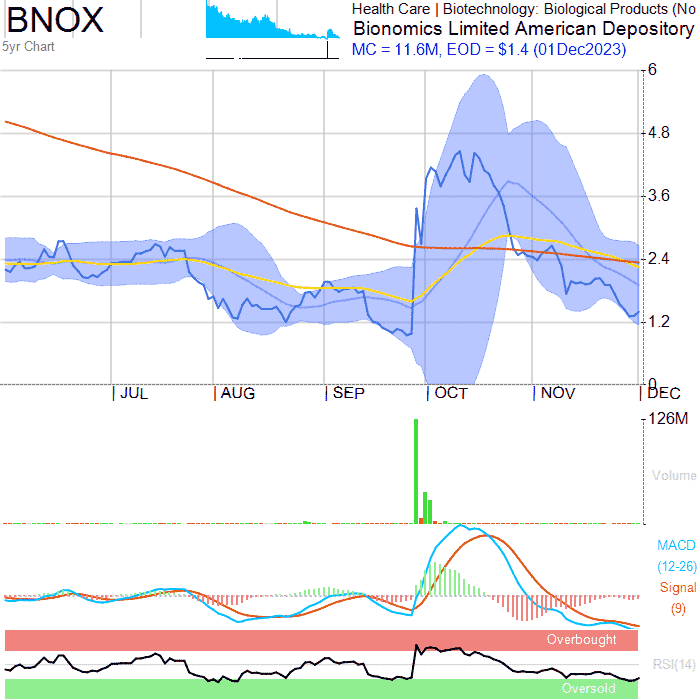 BNOX
5yr Chart
Health Care | Biotechnology: Biological Products (No
Bionomics Limited American Depository
MC = 11.6M, EOD = $1.4 (01Dec2023)
6
4.8
3.6
2.4
1.2
0
JUL
AUG
SEP
OCT
NOV
DEC
126M
Volume
MACD
(12-26)
Signal
(9)
Overbought
RSI(14)
Oversold